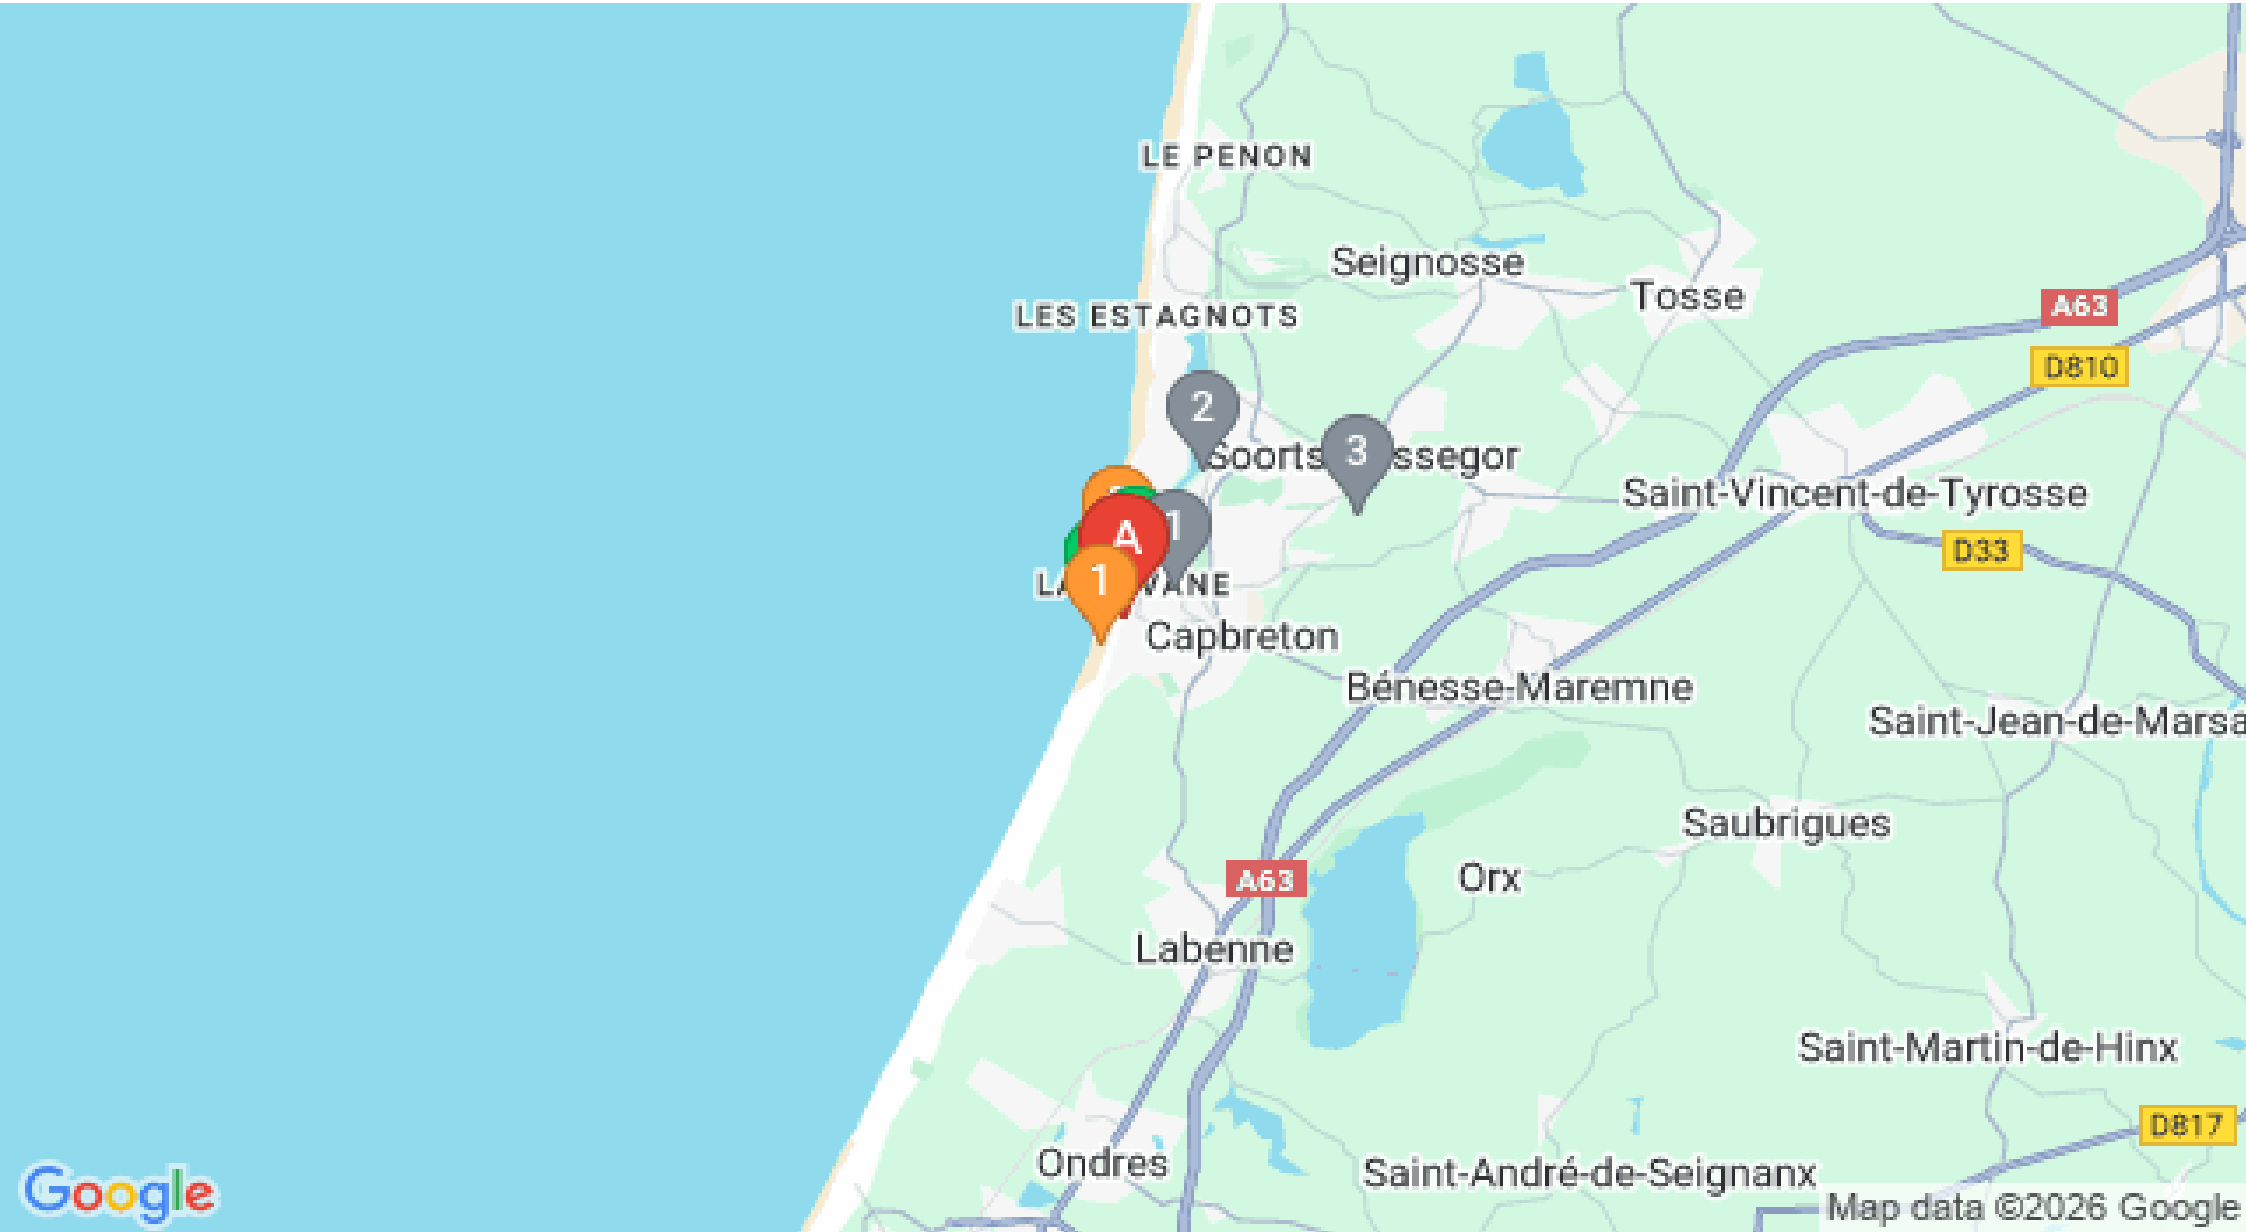 LE PENON
Seignosse
Tosse
LES ESTAGNOTS
A63
D810
2
3
Saint-Vincent-de-Tyrosse
1
A
D33
1
Capbreton
Bénesse-Maremne
Saint-Jean-de-Marsa
Saubrigues
A63
Orx
Labenne
Saint-Martin-de-Hinx
D817
Ondres
Saint-André-de-Seignanx
Google
Map data ©2026 Google